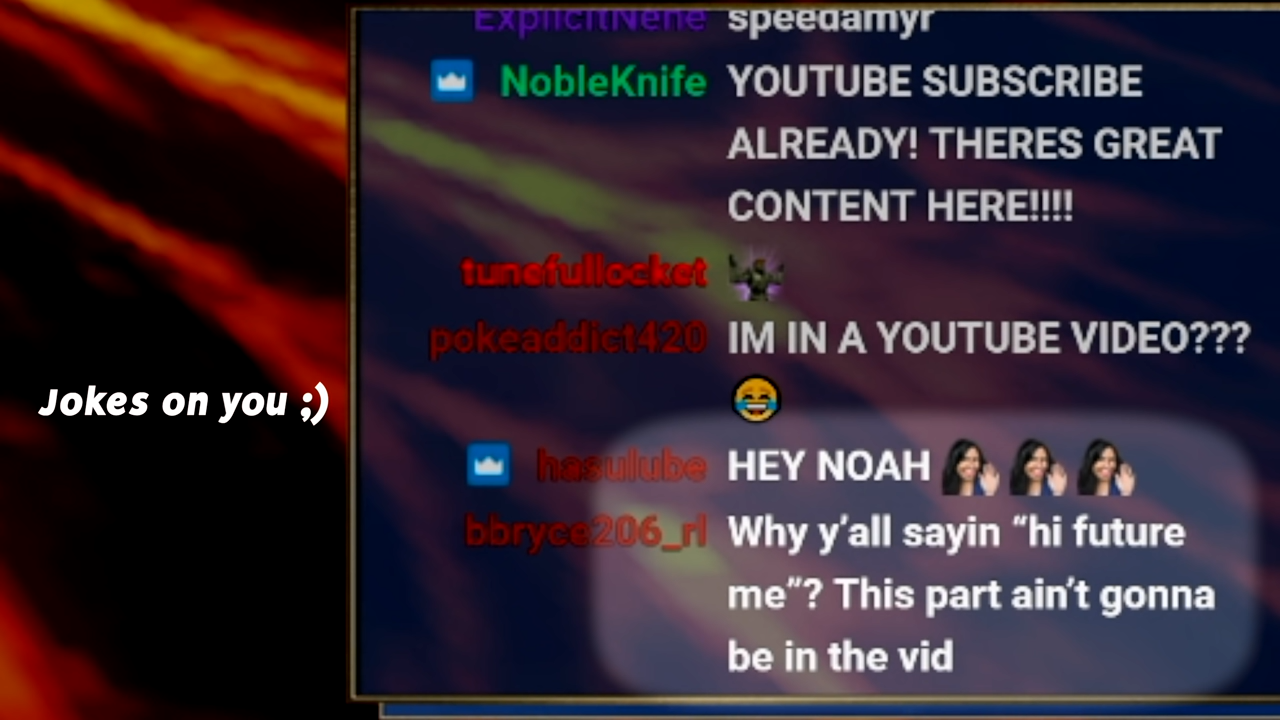 ExplicitNene speedamyr
NobleKnife YOUTUBE SUBSCRIBE
ALREADY! THERES GREAT
CONTENT HERE!!!!
tunefullocket
pokeaddict420 IM IN A YOUTUBE VIDEO???
😂
Jokes on you ;)
hasulube HEY NOAH
bbryce206_rl Why y’all sayin “hi future
me”? This part ain’t gonna
be in the vid